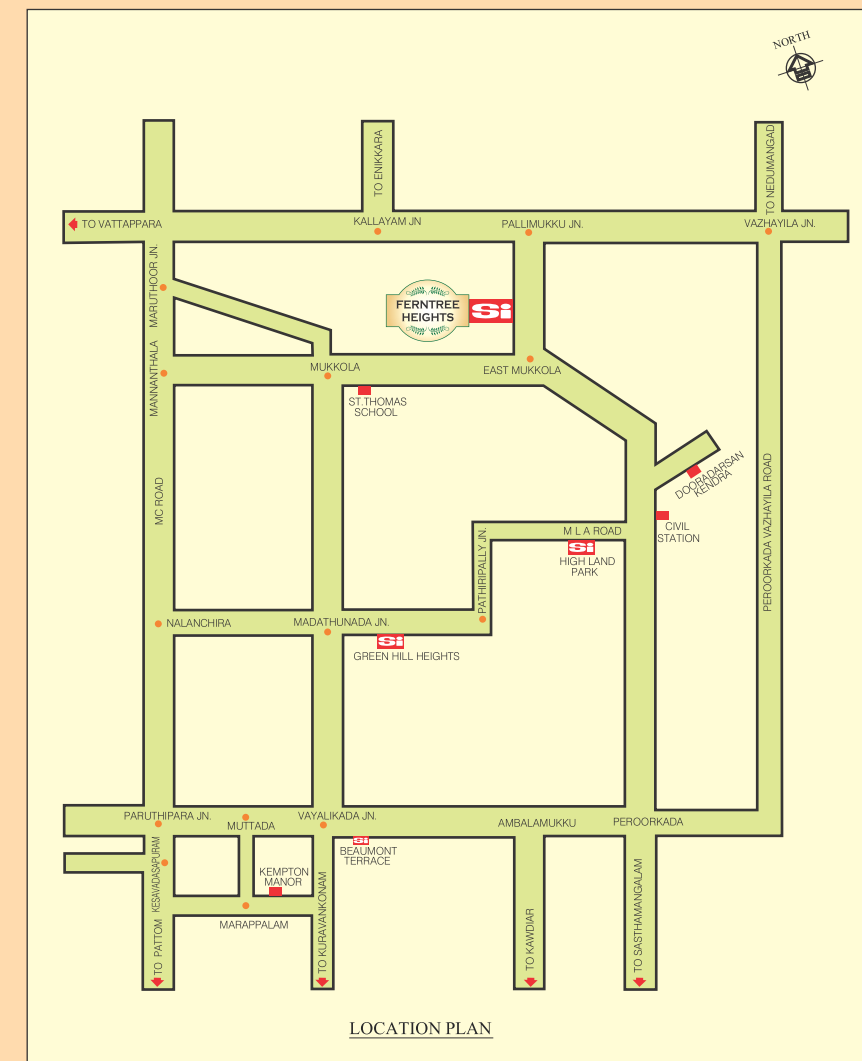 NORTH
TO ENIKKARA
TO NEDUMANGAD
TO VATTAPPARA
KALLAYAM JN
PALLIMUKKU JN.
VAZHAYILA JN.
MARUTHOOR JN.
FERNTREE
HEIGHTS
Si
MANNANTHALA
MUKKOLA
EAST MUKKOLA
ST.THOMAS
SCHOOL
DOORADARSAN
KENDRA
MC ROAD
PEROORKADA VAZHAYILA ROAD
CIVIL
STATION
M L A ROAD
Si
HIGH LAND
PARK
PATHIRIPALLY JN.
NALANCHIRA
MADATHUNADA JN.
Si
GREEN HILL HEIGHTS
PARUTHIPARA JN.
MUTTADA
VAYALIKADA JN.
AMBALAMUKKU
PEROORKADA
Si
BEAUMONT
TERRACE
KESAVADASAPURAM
KEMPTON
MANOR
MARAPPALAM
TO PATTOM
TO KURAVANKONAM
TO KAWDIAR
TO SASTHAMANGALAM
LOCATION PLAN